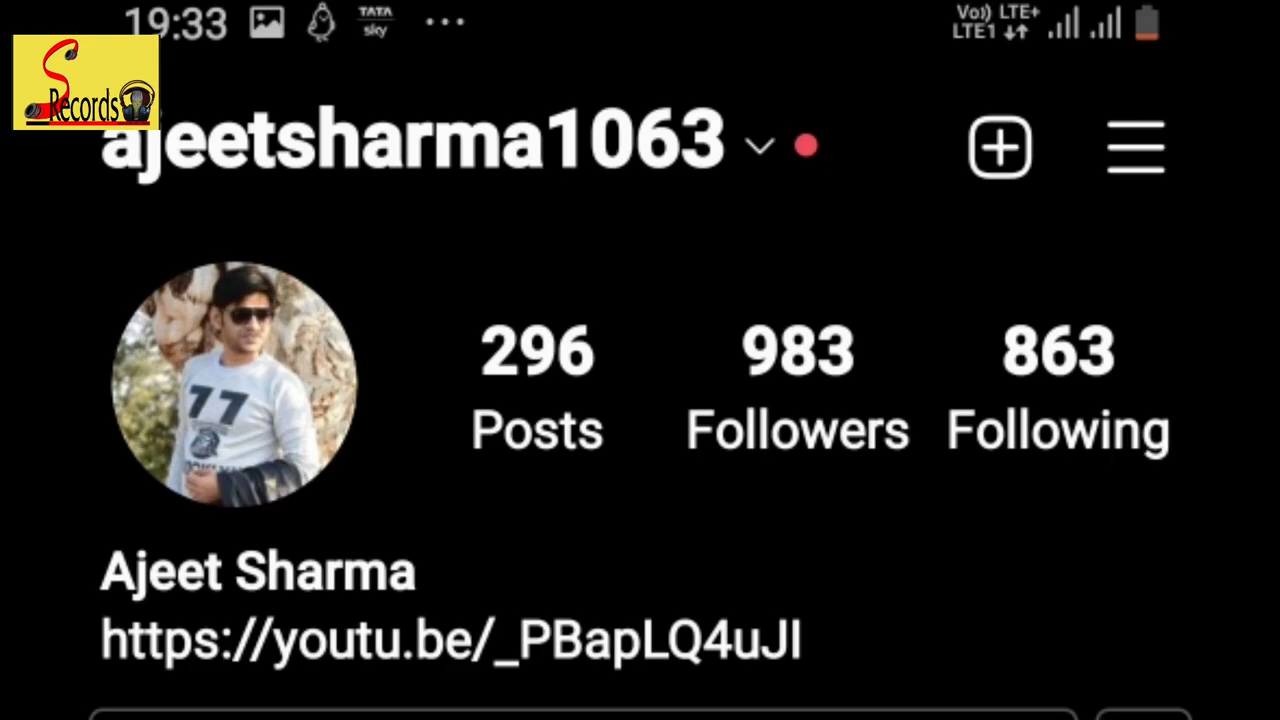 19:33 TATA sky ... Vo)) LTE+
LTE1
S Records
ajeetsharma1063
77
296 983 863
Posts Followers Following
Ajeet Sharma
https://youtu.be/_PBapLQ4uJI